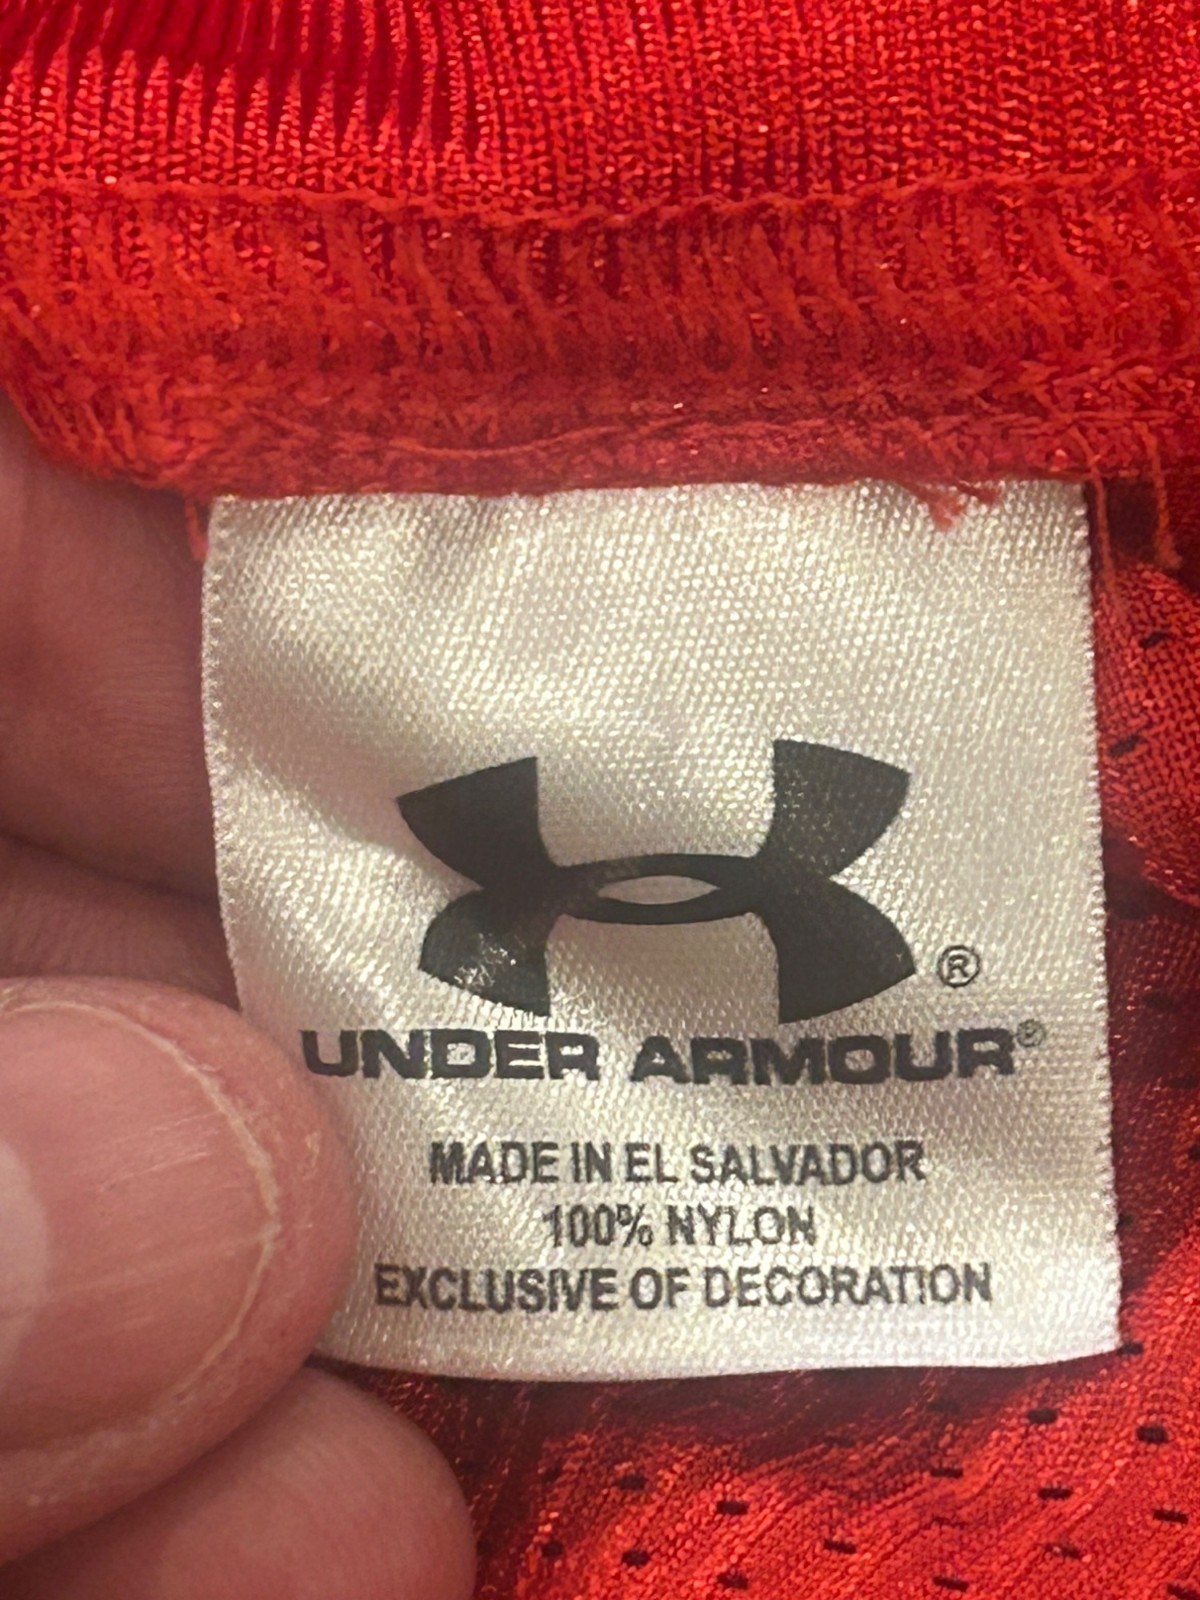 ®
UNDER ARMOUR®
MADE IN EL SALVADOR
100% NYLON
EXCLUSIVE OF DECORATION